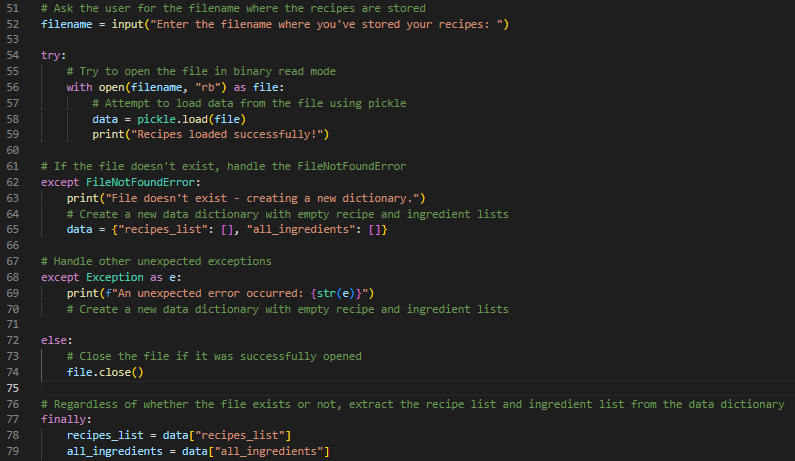 51 # Ask the user for the filename where the recipes are stored
52 filename = input("Enter the filename where you've stored your recipes: ")
53
54 try:
55     # Try to open the file in binary read mode
56     with open(filename, "rb") as file:
57         # Attempt to load data from the file using pickle
58         data = pickle.load(file)
59         print("Recipes loaded successfully!")
60
61 # If the file doesn't exist, handle the FileNotFoundError
62 except FileNotFoundError:
63     print("File doesn't exist - creating a new dictionary.")
64     # Create a new data dictionary with empty recipe and ingredient lists
65     data = {"recipes_list": [], "all_ingredients": []}
66
67 # Handle other unexpected exceptions
68 except Exception as e:
69     print(f"An unexpected error occurred: {str(e)}")
70     # Create a new data dictionary with empty recipe and ingredient lists
71
72 else:
73     # Close the file if it was successfully opened
74     file.close()
75
76 # Regardless of whether the file exists or not, extract the recipe list and ingredient list from the data dictionary
77 finally:
78     recipes_list = data["recipes_list"]
79     all_ingredients = data["all_ingredients"]